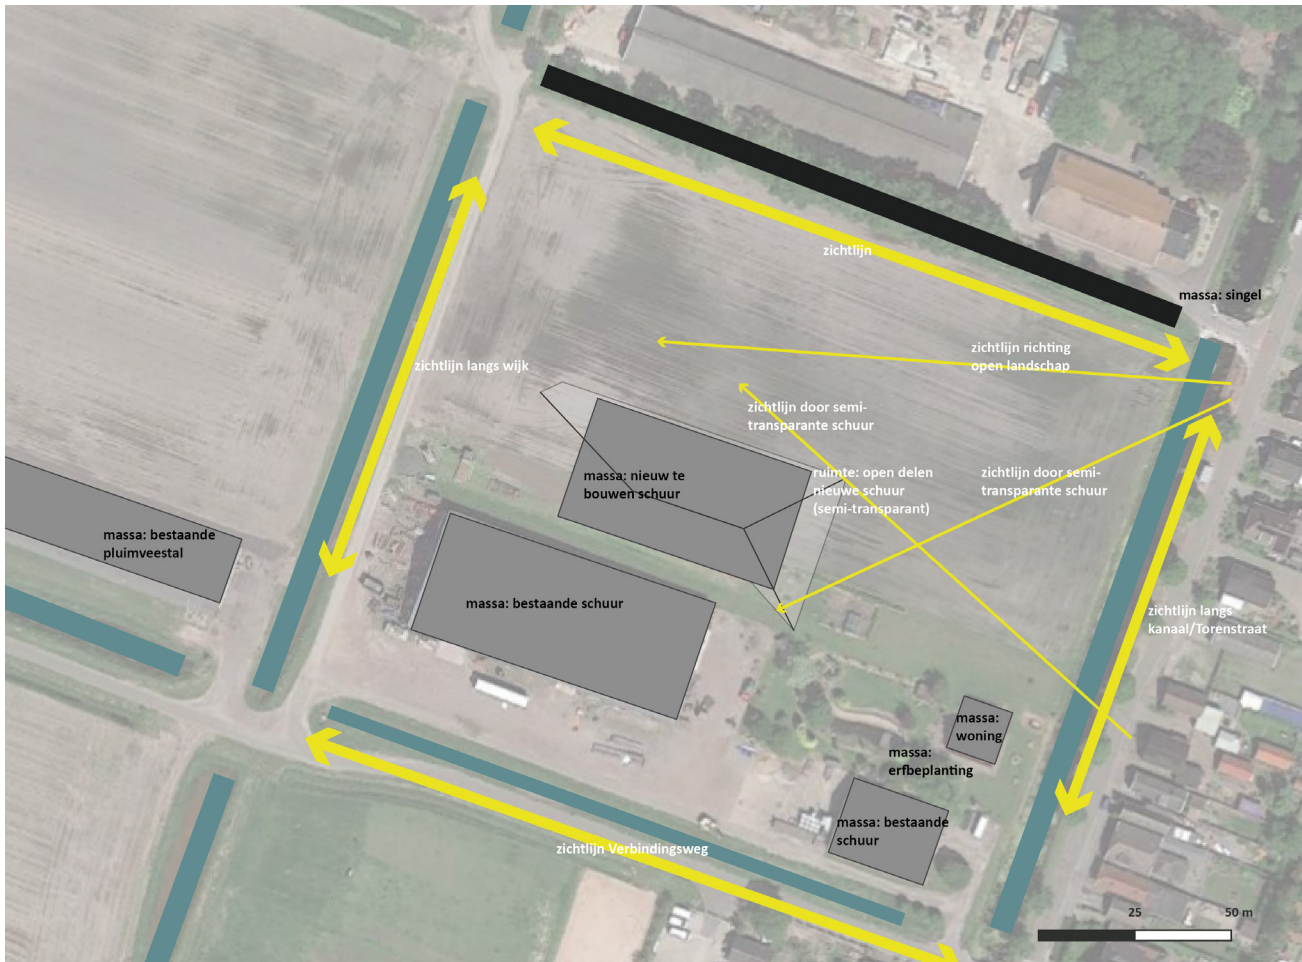 zichtlijn
massa: singel
zichtlijn richting
open landschap
zichtlijn langs wijk
zichtlijn door semi-
transparante schuur
massa: nieuw te
bouwen schuur
ruimte: open delen
nieuwe schuur
(semi-transparant)
zichtlijn door semi-
transparante schuur
massa: bestaande
pluimveestal
massa: bestaande schuur
zichtlijn langs
kanaal/Torenstraat
massa:
woning
massa:
erfbeplanting
massa: bestaande
schuur
zichtlijn Verbindingsweg
25
50 m